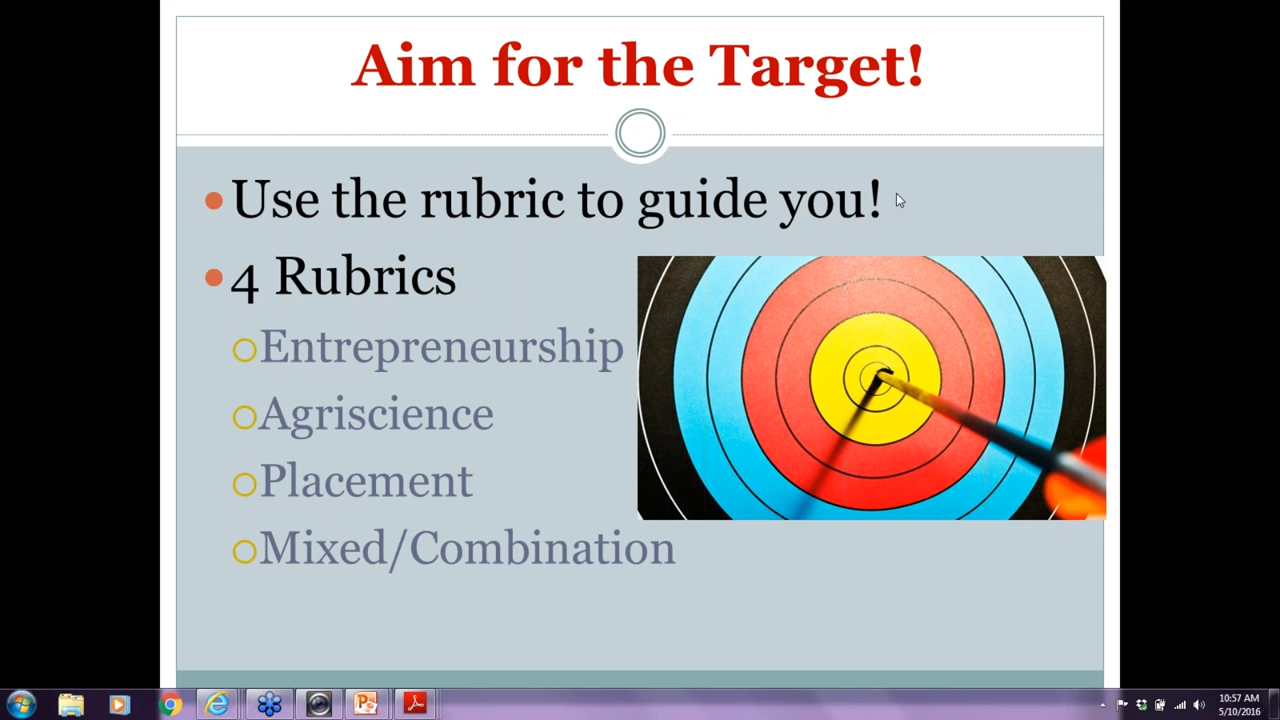 Aim for the Target!
Use the rubric to guide you!
4 Rubrics
Entrepreneurship
Agriscience
Placement
Mixed/Combination
10:57 AM
5/10/2016